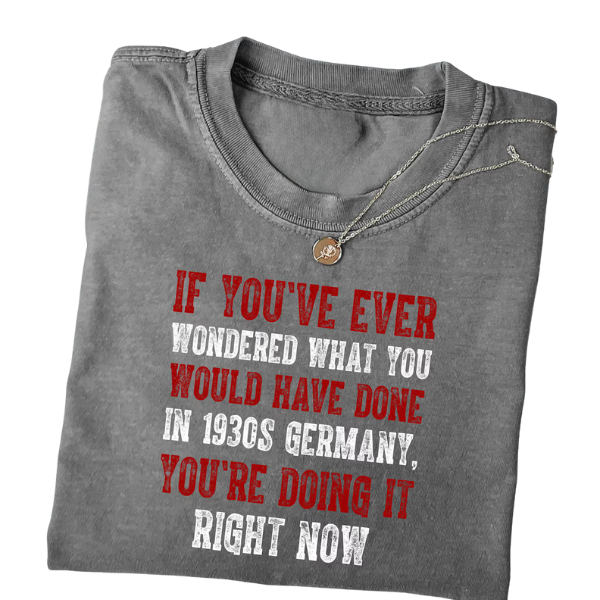 IF YOU'VE EVER
WONDERED WHAT YOU
WOULD HAVE DONE
IN 1930S GERMANY,
YOU'RE DOING IT
RIGHT NOW